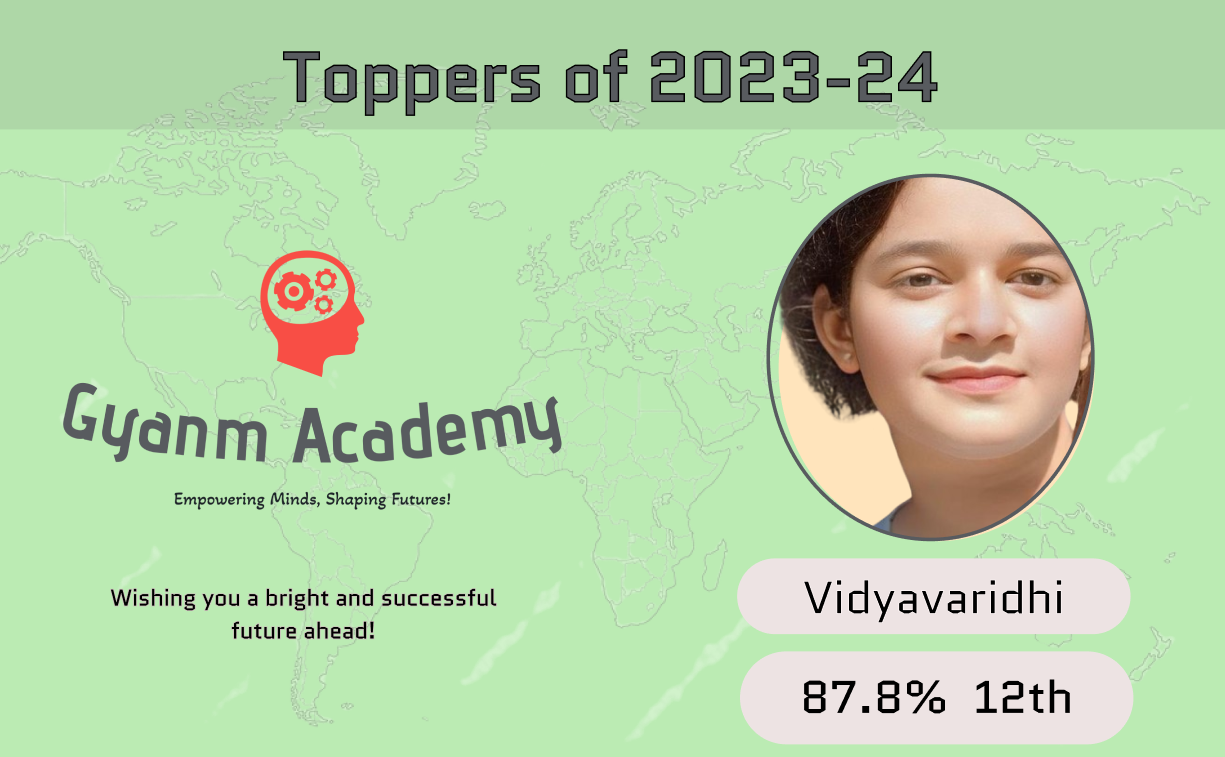 Toppers of 2023-24
Gyanm Academy
Empowering Minds, Shaping Futures!
Wishing you a bright and successful
future ahead!
Vidyavaridhi
87.8% 12th